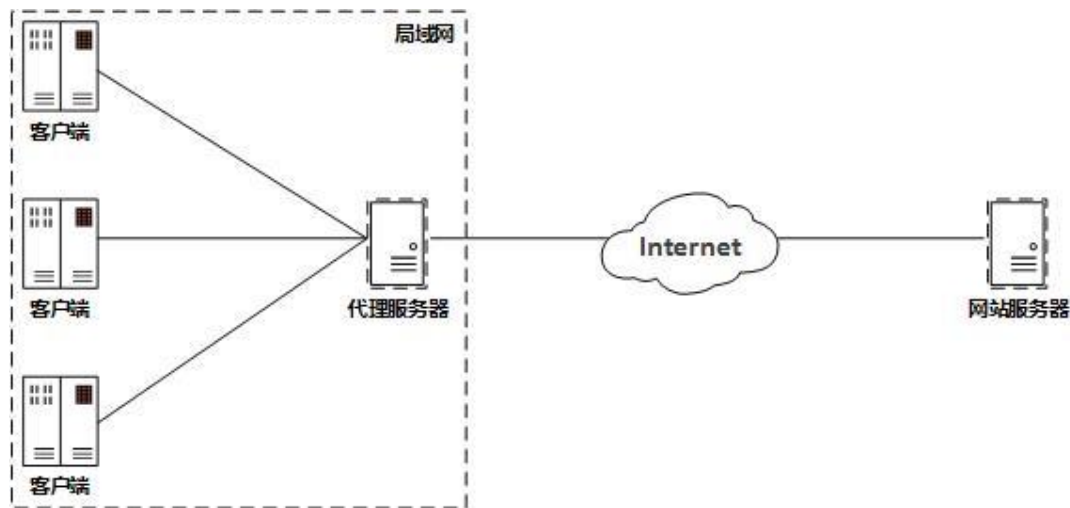 局域网
客户端
客户端
代理服务器
Internet
网站服务器
客户端